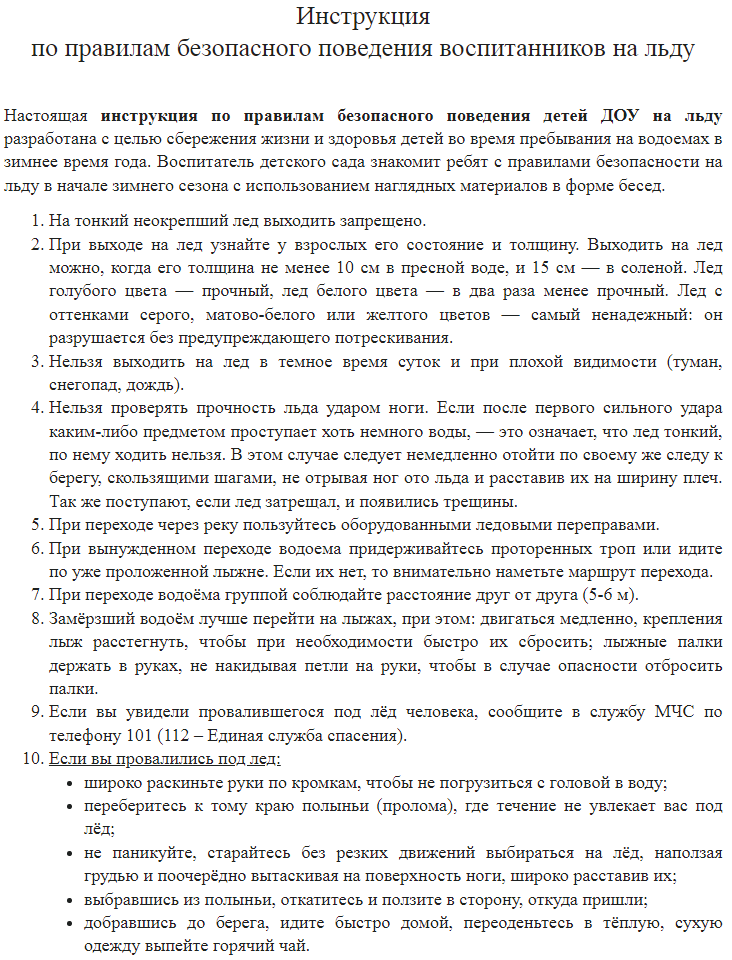 Инструкция
по правилам безопасного поведения воспитанников на льду
Настоящая инструкция по правилам безопасного поведения детей ДОУ на льду
разработана с целью сбережения жизни и здоровья детей во время пребывания на водоемах в
зимнее время года. Воспитатель детского сада знакомит ребят с правилами безопасности на
льду в начале зимнего сезона с использованием наглядных материалов в форме бесед.
1. На тонкий неокрепший лед выходить запрещено.
2. При выходе на лед узнайте у взрослых его состояние и толщину. Выходить на лед
можно, когда его толщина не менее 10 см в пресной воде, и 15 см — в соленой. Лед
голубого цвета — прочный, лед белого цвета — в два раза менее прочный. Лед с
оттенками серого, матово-белого или желтого цветов — самый ненадежный: он
разрушается без предупреждающего потрескивания.
3. Нельзя выходить на лед в темное время суток и при плохой видимости (туман,
снегопад, дождь).
4. Нельзя проверять прочность льда ударом ноги. Если после первого сильного удара
каким-либо предметом проступает хоть немного воды, — это означает, что лед тонкий,
по нему ходить нельзя. В этом случае следует немедленно отойти по своему же следу к
берегу, скользящими шагами, не отрывая ног ото льда и расставив их на ширину плеч.
Так же поступают, если лед затрещал, и появились трещины.
5. При переходе через реку пользуйтесь оборудованными ледовыми переправами.
6. При вынужденном переходе водоема придерживайтесь проторенных троп или идите
по уже проложенной лыжне. Если их нет, то внимательно наметьте маршрут перехода.
7. При переходе водоёма группой соблюдайте расстояние друг от друга (5-6 м).
8. Замёрзший водоём лучше перейти на лыжах, при этом: двигаться медленно, крепления
лыж расстегнуть, чтобы при необходимости быстро их сбросить; лыжные палки
держать в руках, не накидывая петли на руки, чтобы в случае опасности отбросить
палки.
9. Если вы увидели провалившегося под лёд человека, сообщите в службу МЧС по
телефону 101 (112 – Единая служба спасения).
10. Если вы провалились под лед:
• широко раскиньте руки по кромкам, чтобы не погрузиться с головой в воду;
• переберитесь к тому краю полыньи (пролома), где течение не увлекает вас под
лёд;
• не паникуйте, старайтесь без резких движений выбираться на лёд, наползая
грудью и поочерёдно вытаскивая на поверхность ноги, широко расставив их;
• выбравшись из полыньи, откатитесь и ползите в сторону, откуда пришли;
• добравшись до берега, идите быстро домой, переоденьтесь в тёплую, сухую
одежду выпейте горячий чай.